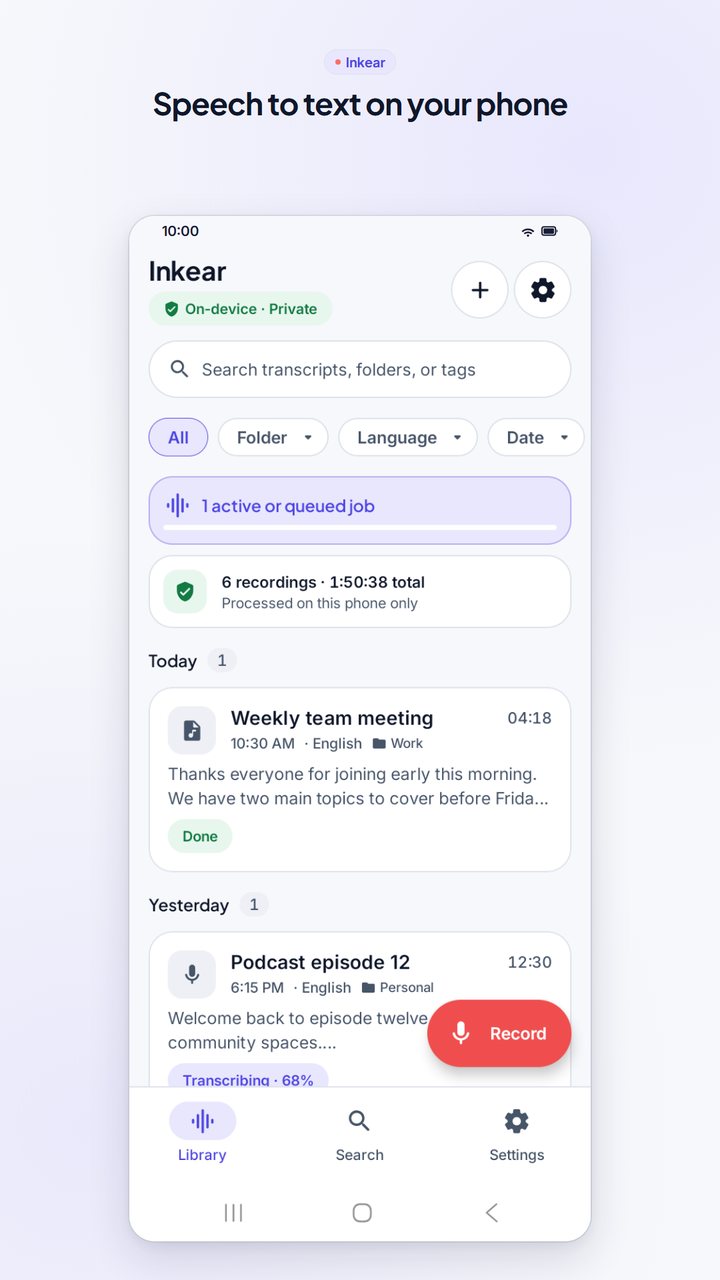 Inkear
Speech to text on your phone
10:00
Inkear
On-device · Private
Search transcripts, folders, or tags
All
Folder
Language
Date
1 active or queued job
6 recordings · 1:50:38 total
Processed on this phone only
Today 1
Weekly team meeting 04:18
10:30 AM · English Work
Thanks everyone for joining early this morning.
We have two main topics to cover before Frida...
Done
Yesterday 1
Podcast episode 12 12:30
6:15 PM · English Personal
Welcome back to episode twelve
community spaces....
Record
Transcribing · 68%
Library
Search
Settings